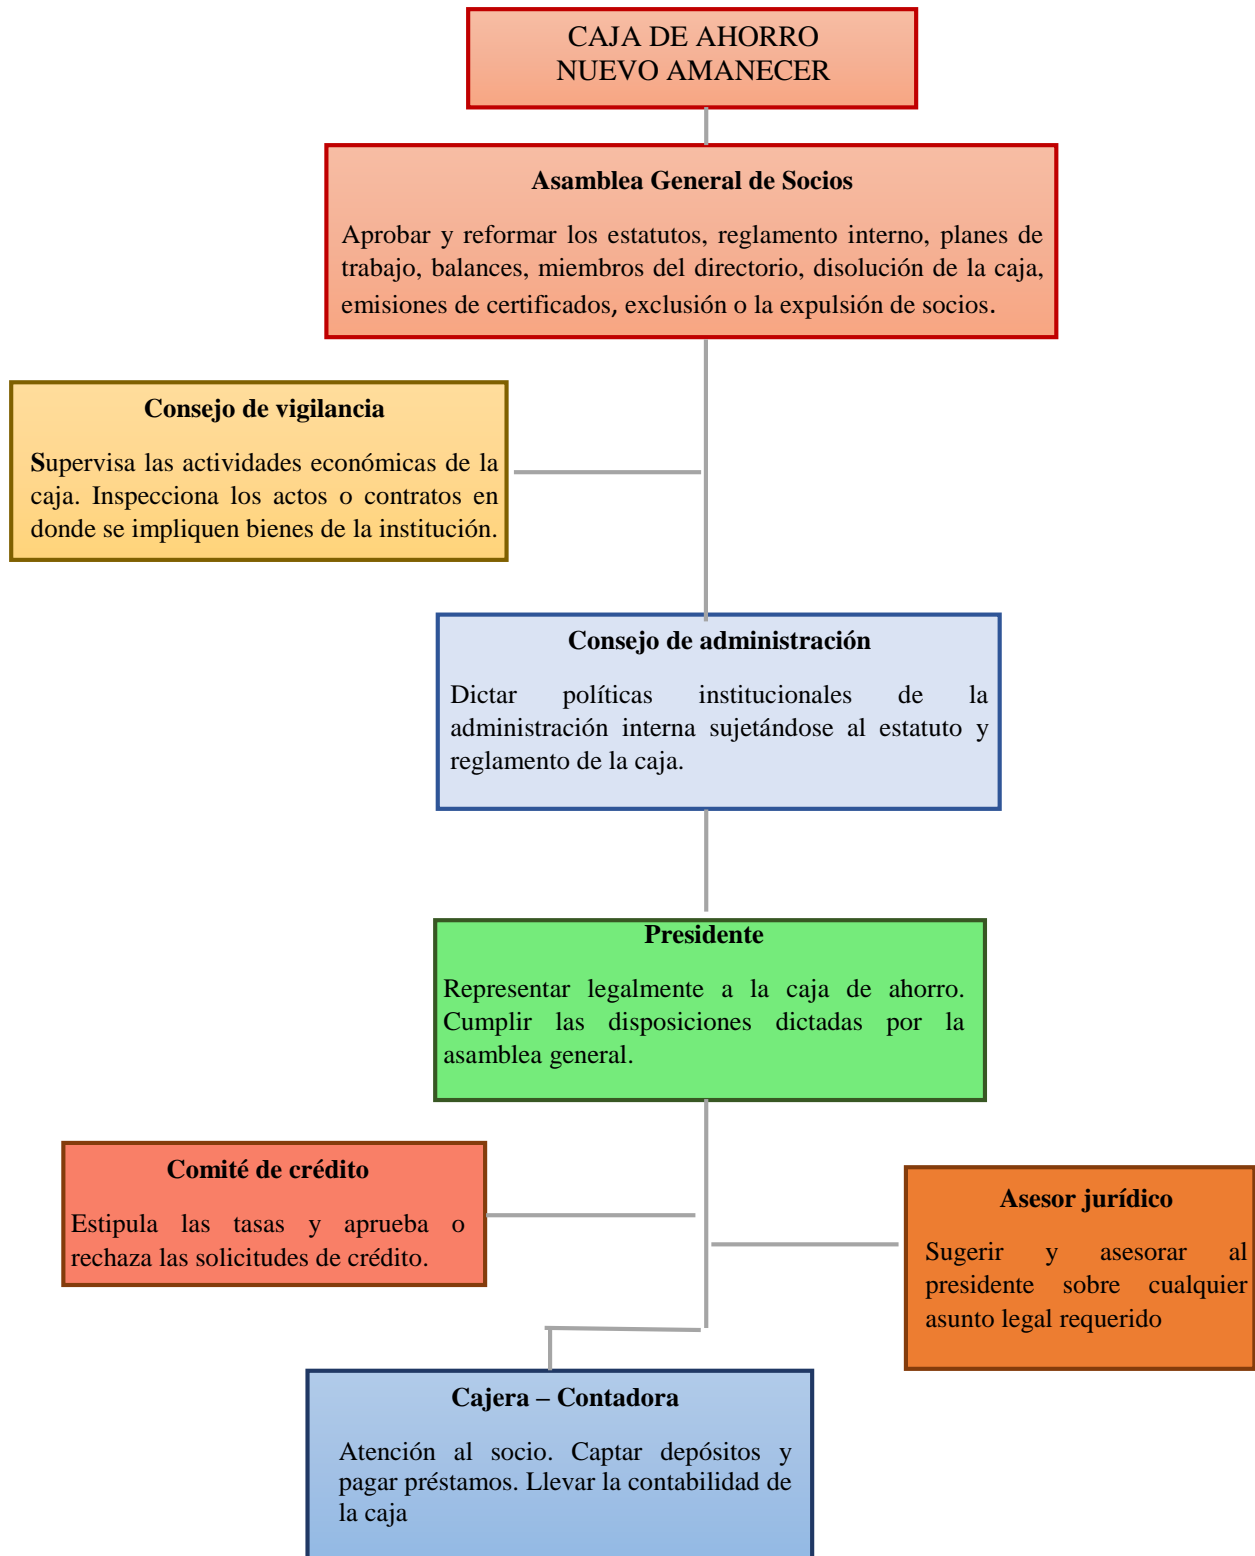 CAJA DE AHORRO
NUEVO AMANECER
Asamblea General de Socios
Aprobar y reformar los estatutos, reglamento interno, planes de
trabajo, balances, miembros del directorio, disolución de la caja,
emisiones de certificados, exclusión o la expulsión de socios.
Consejo de vigilancia
Supervisa las actividades económicas de la
caja. Inspecciona los actos o contratos en
donde se impliquen bienes de la institución.
Consejo de administración
Dictar políticas institucionales de la
administración interna sujetándose al estatuto y
reglamento de la caja.
Presidente
Representar legalmente a la caja de ahorro.
Cumplir las disposiciones dictadas por la
asamblea general.
Comité de crédito
Estipula las tasas y aprueba o
rechaza las solicitudes de crédito.
Asesor jurídico
Sugerir y asesorar al
presidente sobre cualquier
asunto legal requerido
Cajera – Contadora
Atención al socio. Captar depósitos y
pagar préstamos. Llevar la contabilidad de
la caja